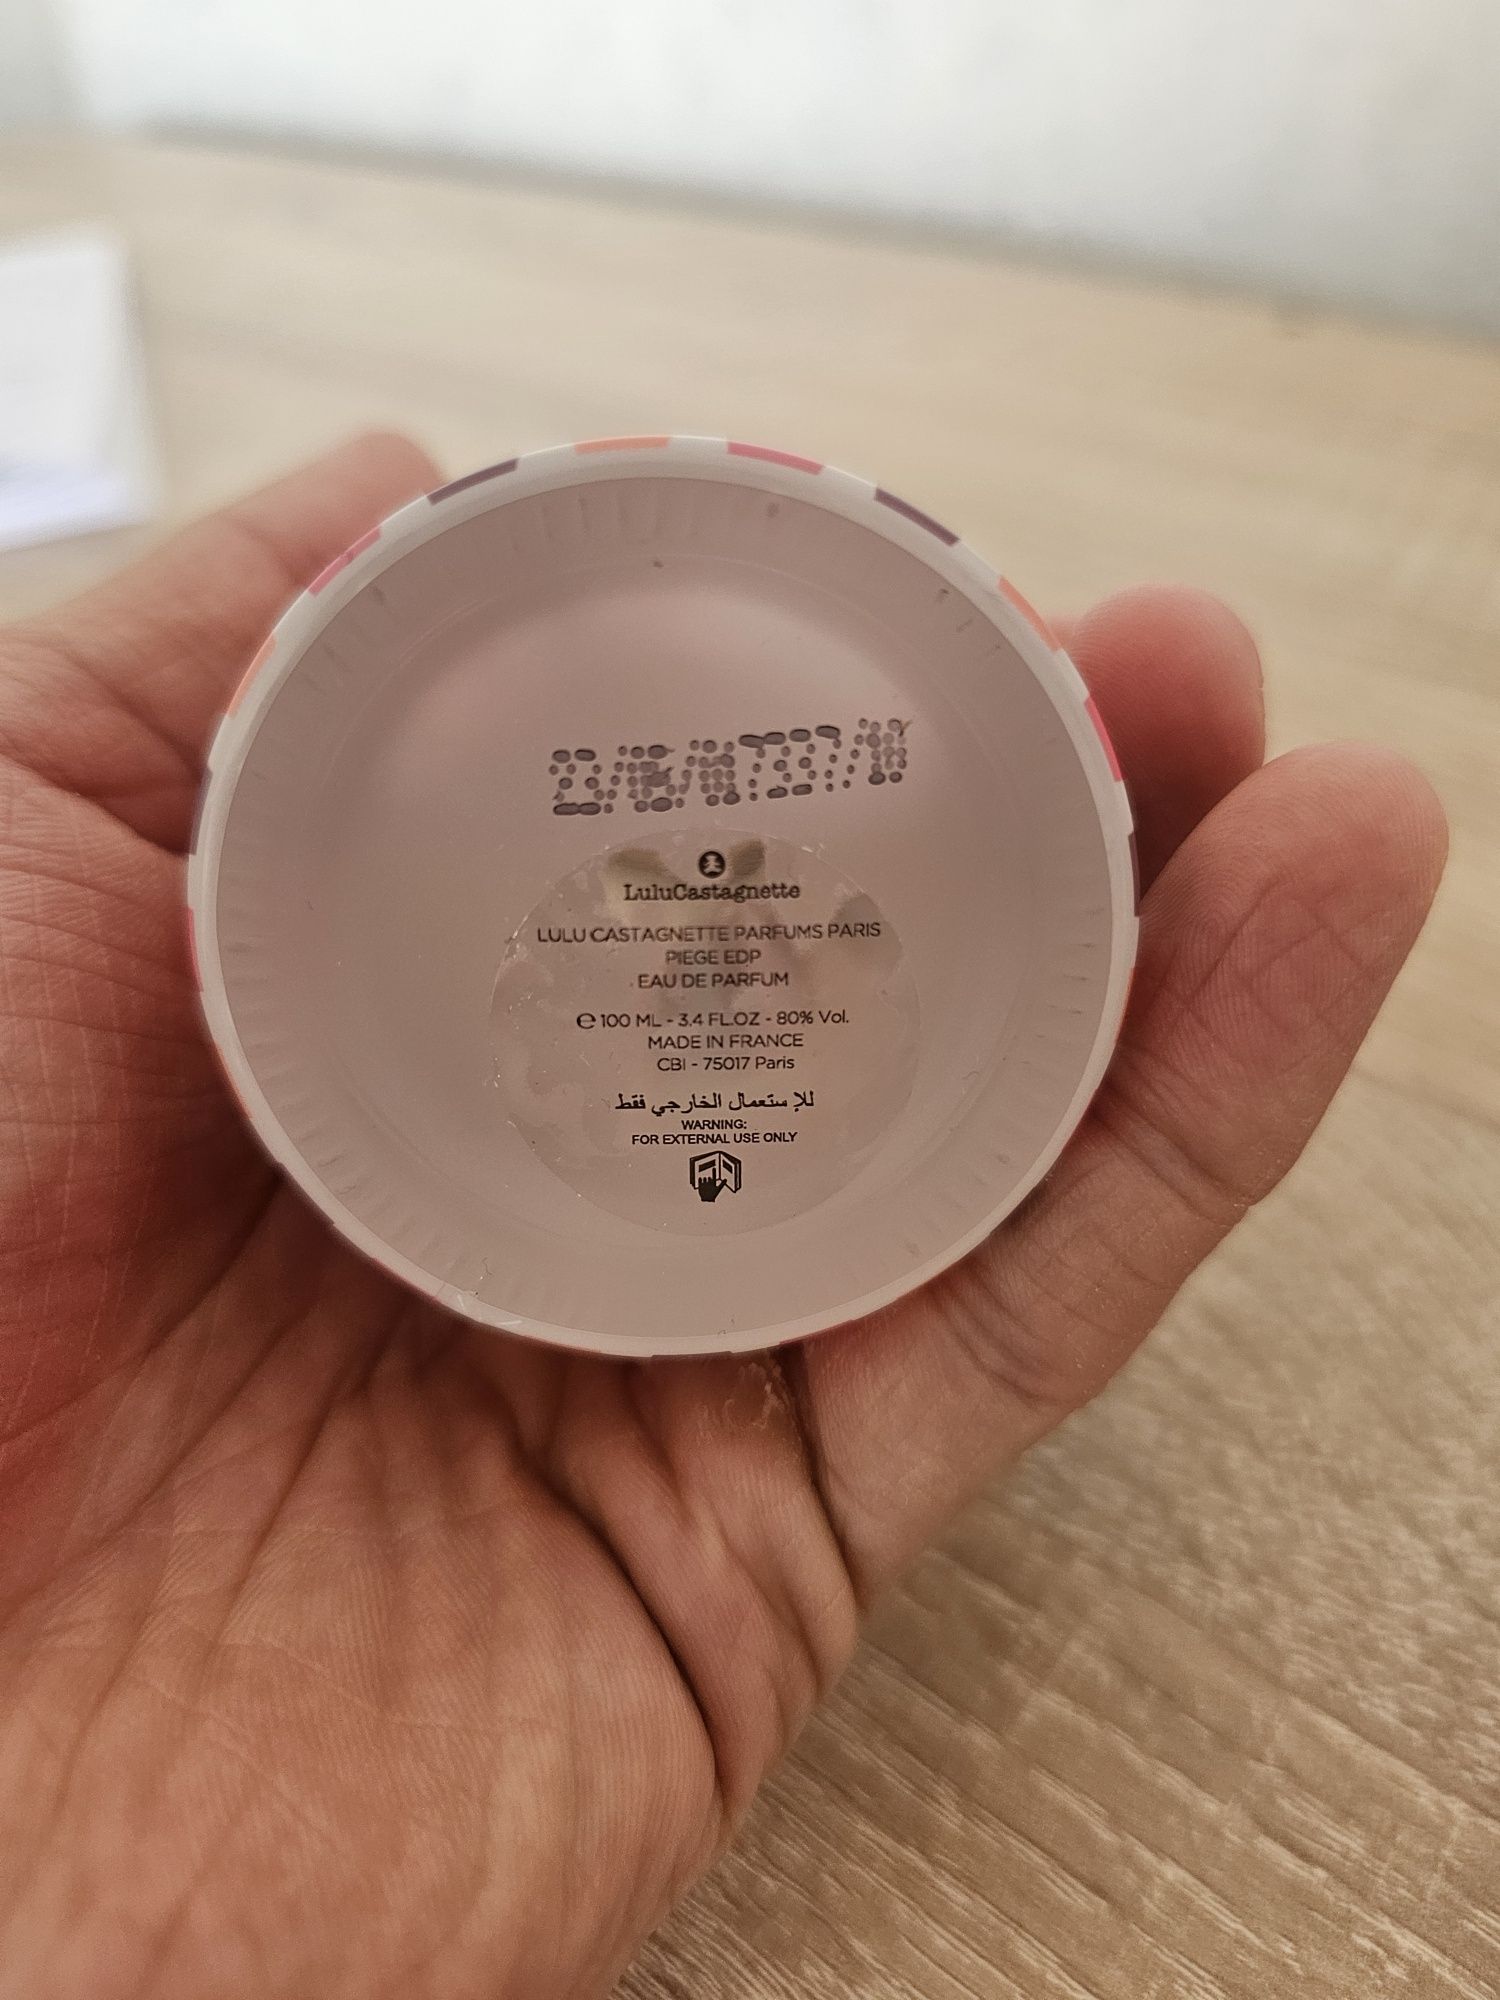 LuluCastagnette
LULU CASTAGNETTE PARFUMS PARIS
PIEGE EDP
EAU DE PARFUM
℮ 100 ML - 3.4 FL.OZ - 80% Vol.
MADE IN FRANCE
CBI - 75017 Paris
للإ ستعمال الخارجي فقط
WARNING:
FOR EXTERNAL USE ONLY